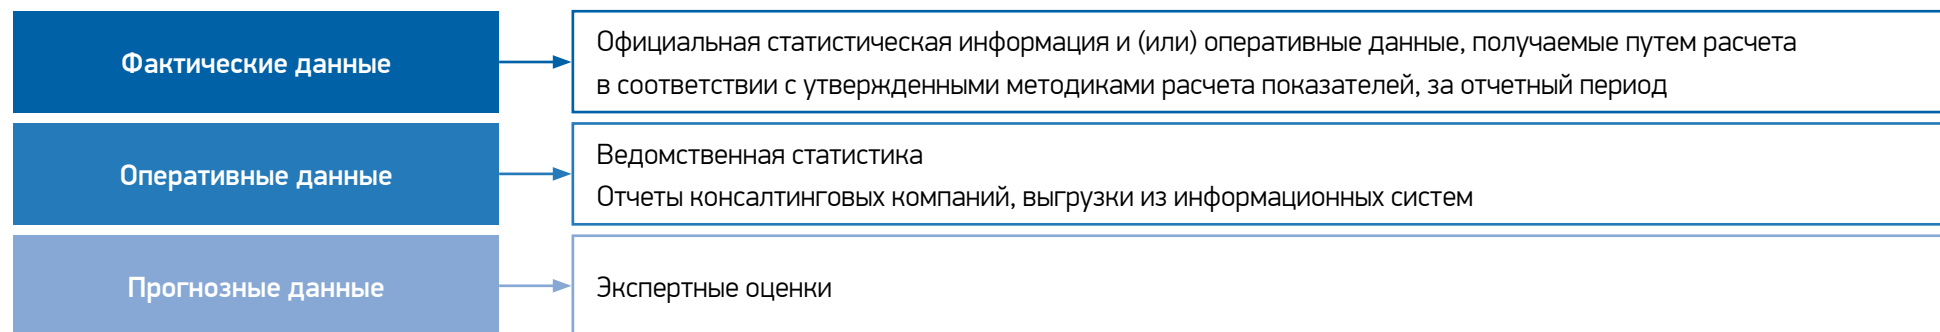 Фактические данные
Официальная статистическая информация и (или) оперативные данные, получаемые путем расчета
в соответствии с утвержденными методиками расчета показателей, за отчетный период
Оперативные данные
Ведомственная статистика
Отчеты консалтинговых компаний, выгрузки из информационных систем
Прогнозные данные
Экспертные оценки